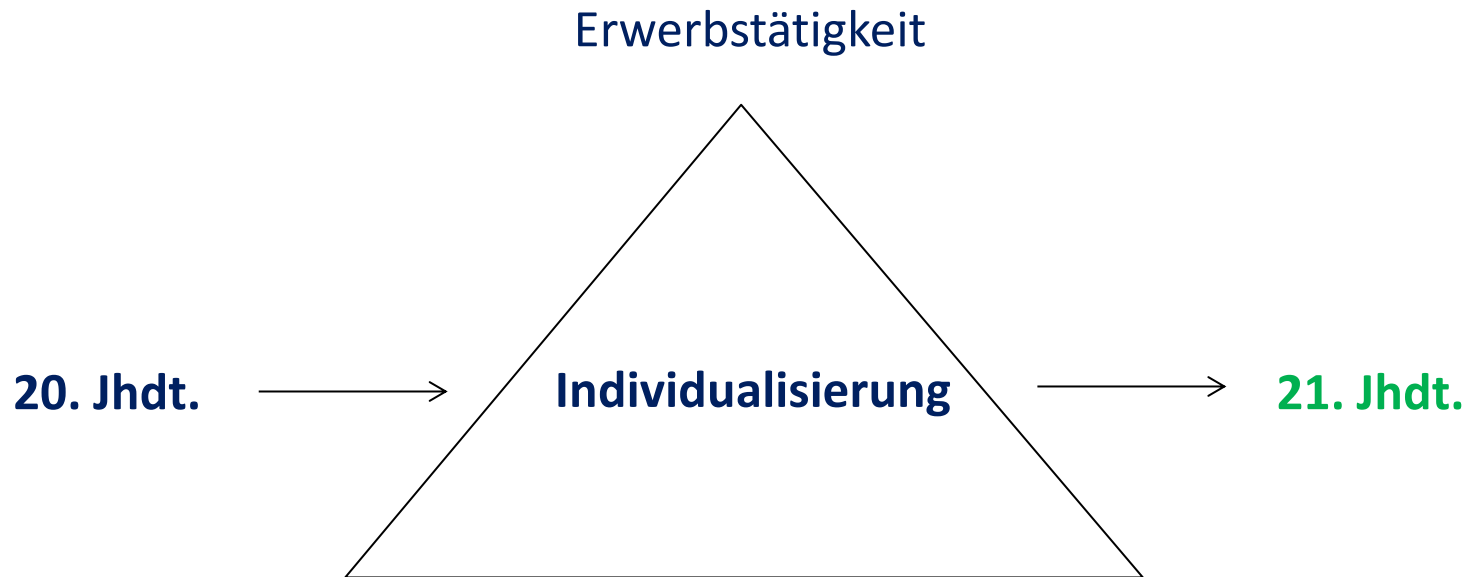 Erwerbstätigkeit
20. Jhdt.
Individualisierung
21. Jhdt.